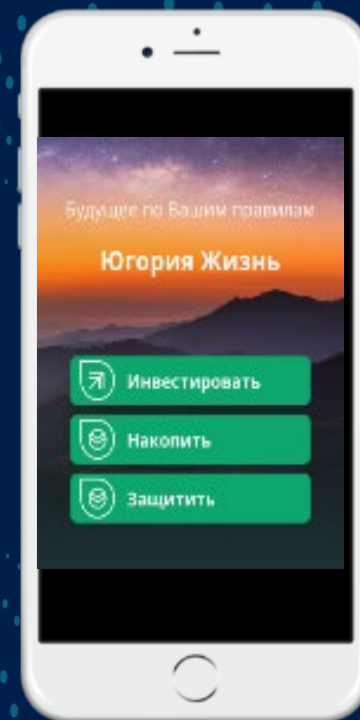 Будущее по Вашим правилам
Югория Жизнь
Инвестировать
Накопить
Защитить